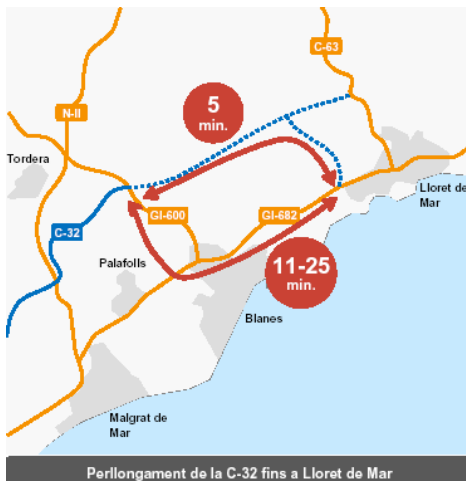 C-63
5
min.
N-II
Tordera
Lloret de
Mar
GI-600
GI-682
C-32
Palafolls
11-25
min.
Blanes
Malgrat de
Mar
Perllongament de la C-32 fins a Lloret de Mar